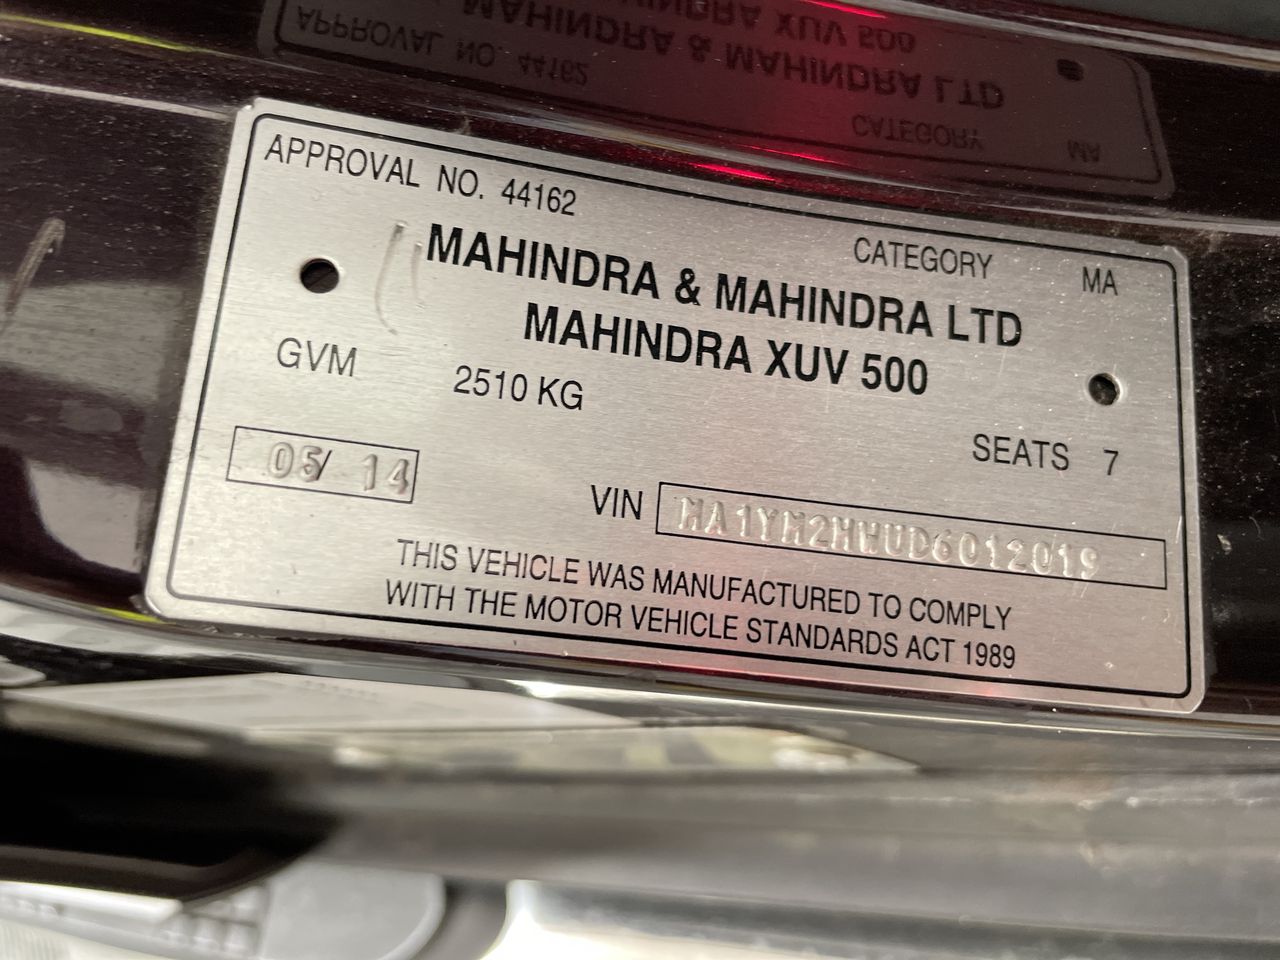 APPROVAL NO. 44162
CATEGORY MA
MAHINDRA & MAHINDRA LTD
MAHINDRA XUV 500
GVM 2510 KG
SEATS 7
05/ 14
VIN MA1YM2HWUD6012019
THIS VEHICLE WAS MANUFACTURED TO COMPLY
WITH THE MOTOR VEHICLE STANDARDS ACT 1989